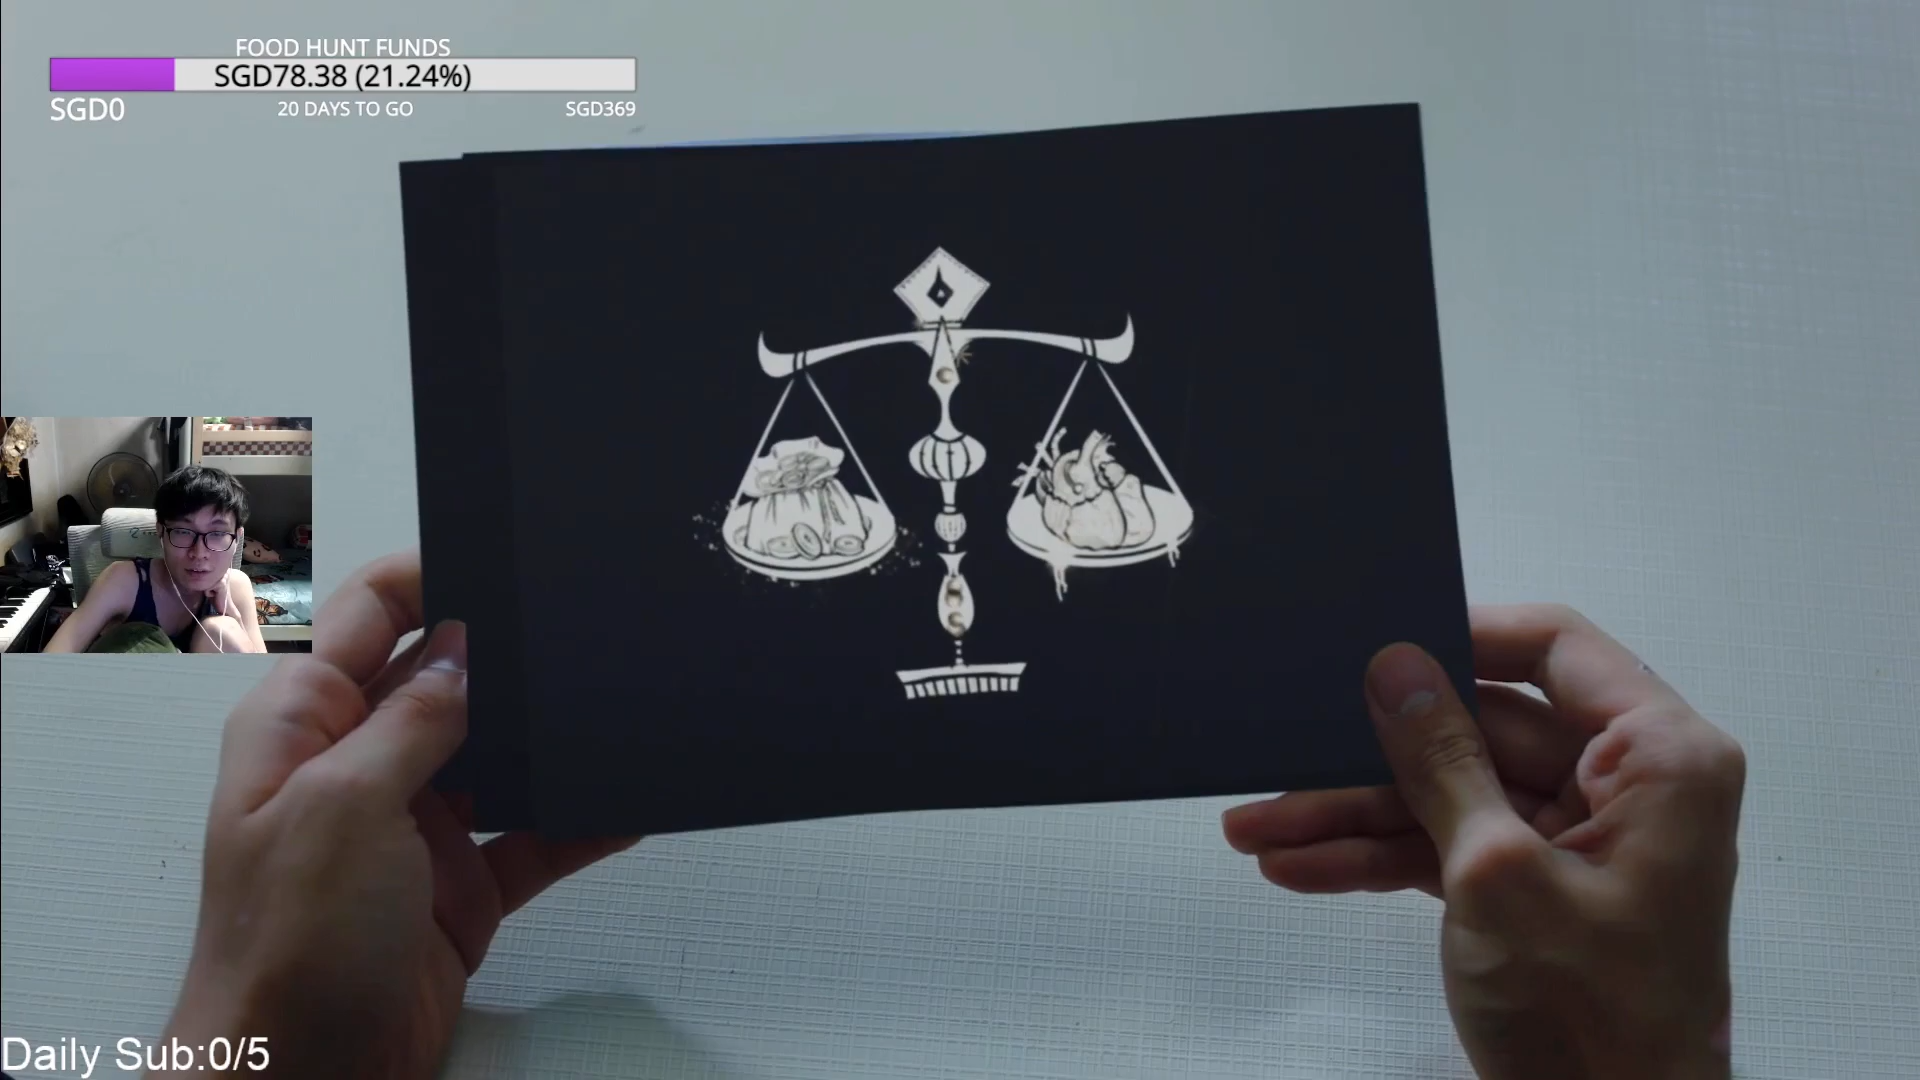 FOOD HUNT FUNDS
SGD78.38 (21.24%)
SGD0 20 DAYS TO GO SGD369
Daily Sub:0/5